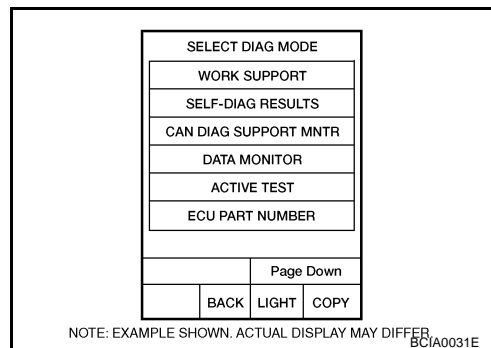 SELECT DIAG MODE
WORK SUPPORT
SELF-DIAG RESULTS
CAN DIAG SUPPORT MNTR
DATA MONITOR
ACTIVE TEST
ECU PART NUMBER
Page Down
BACK LIGHT COPY
NOTE: EXAMPLE SHOWN. ACTUAL DISPLAY MAY DIFFER.
BCIA0031E